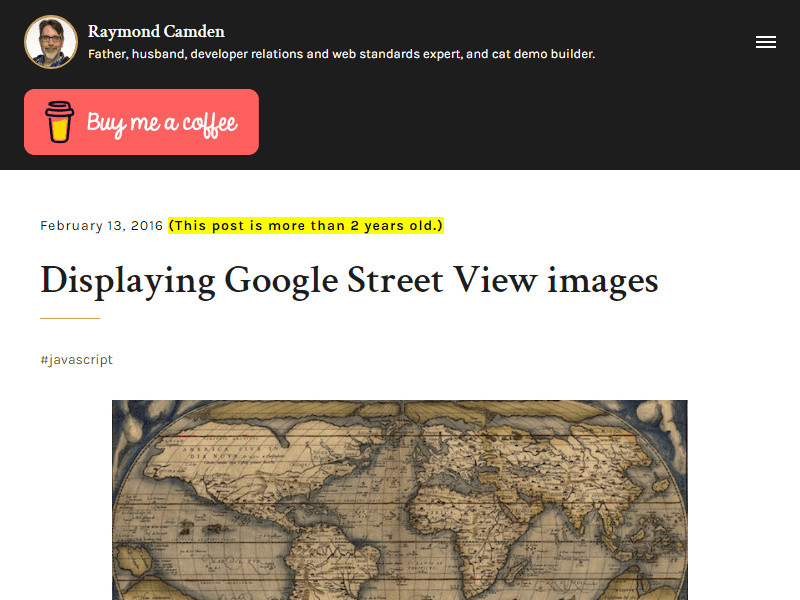 Raymond Camden
Father, husband, developer relations and web standards expert, and cat demo builder.
Buy me a coffee
February 13, 2016 (This post is more than 2 years old.)
Displaying Google Street View images
#javascript